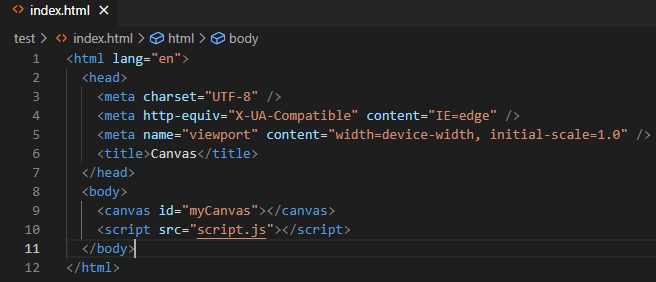 index.html ×
test > index.html > html > body
1 <html lang="en">
2 <head>
3 <meta charset="UTF-8" />
4 <meta http-equiv="X-UA-Compatible" content="IE=edge" />
5 <meta name="viewport" content="width=device-width, initial-scale=1.0" />
6 <title>Canvas</title>
7 </head>
8 <body>
9 <canvas id="myCanvas"></canvas>
10 <script src="script.js"></script>
11 </body>
12 </html>